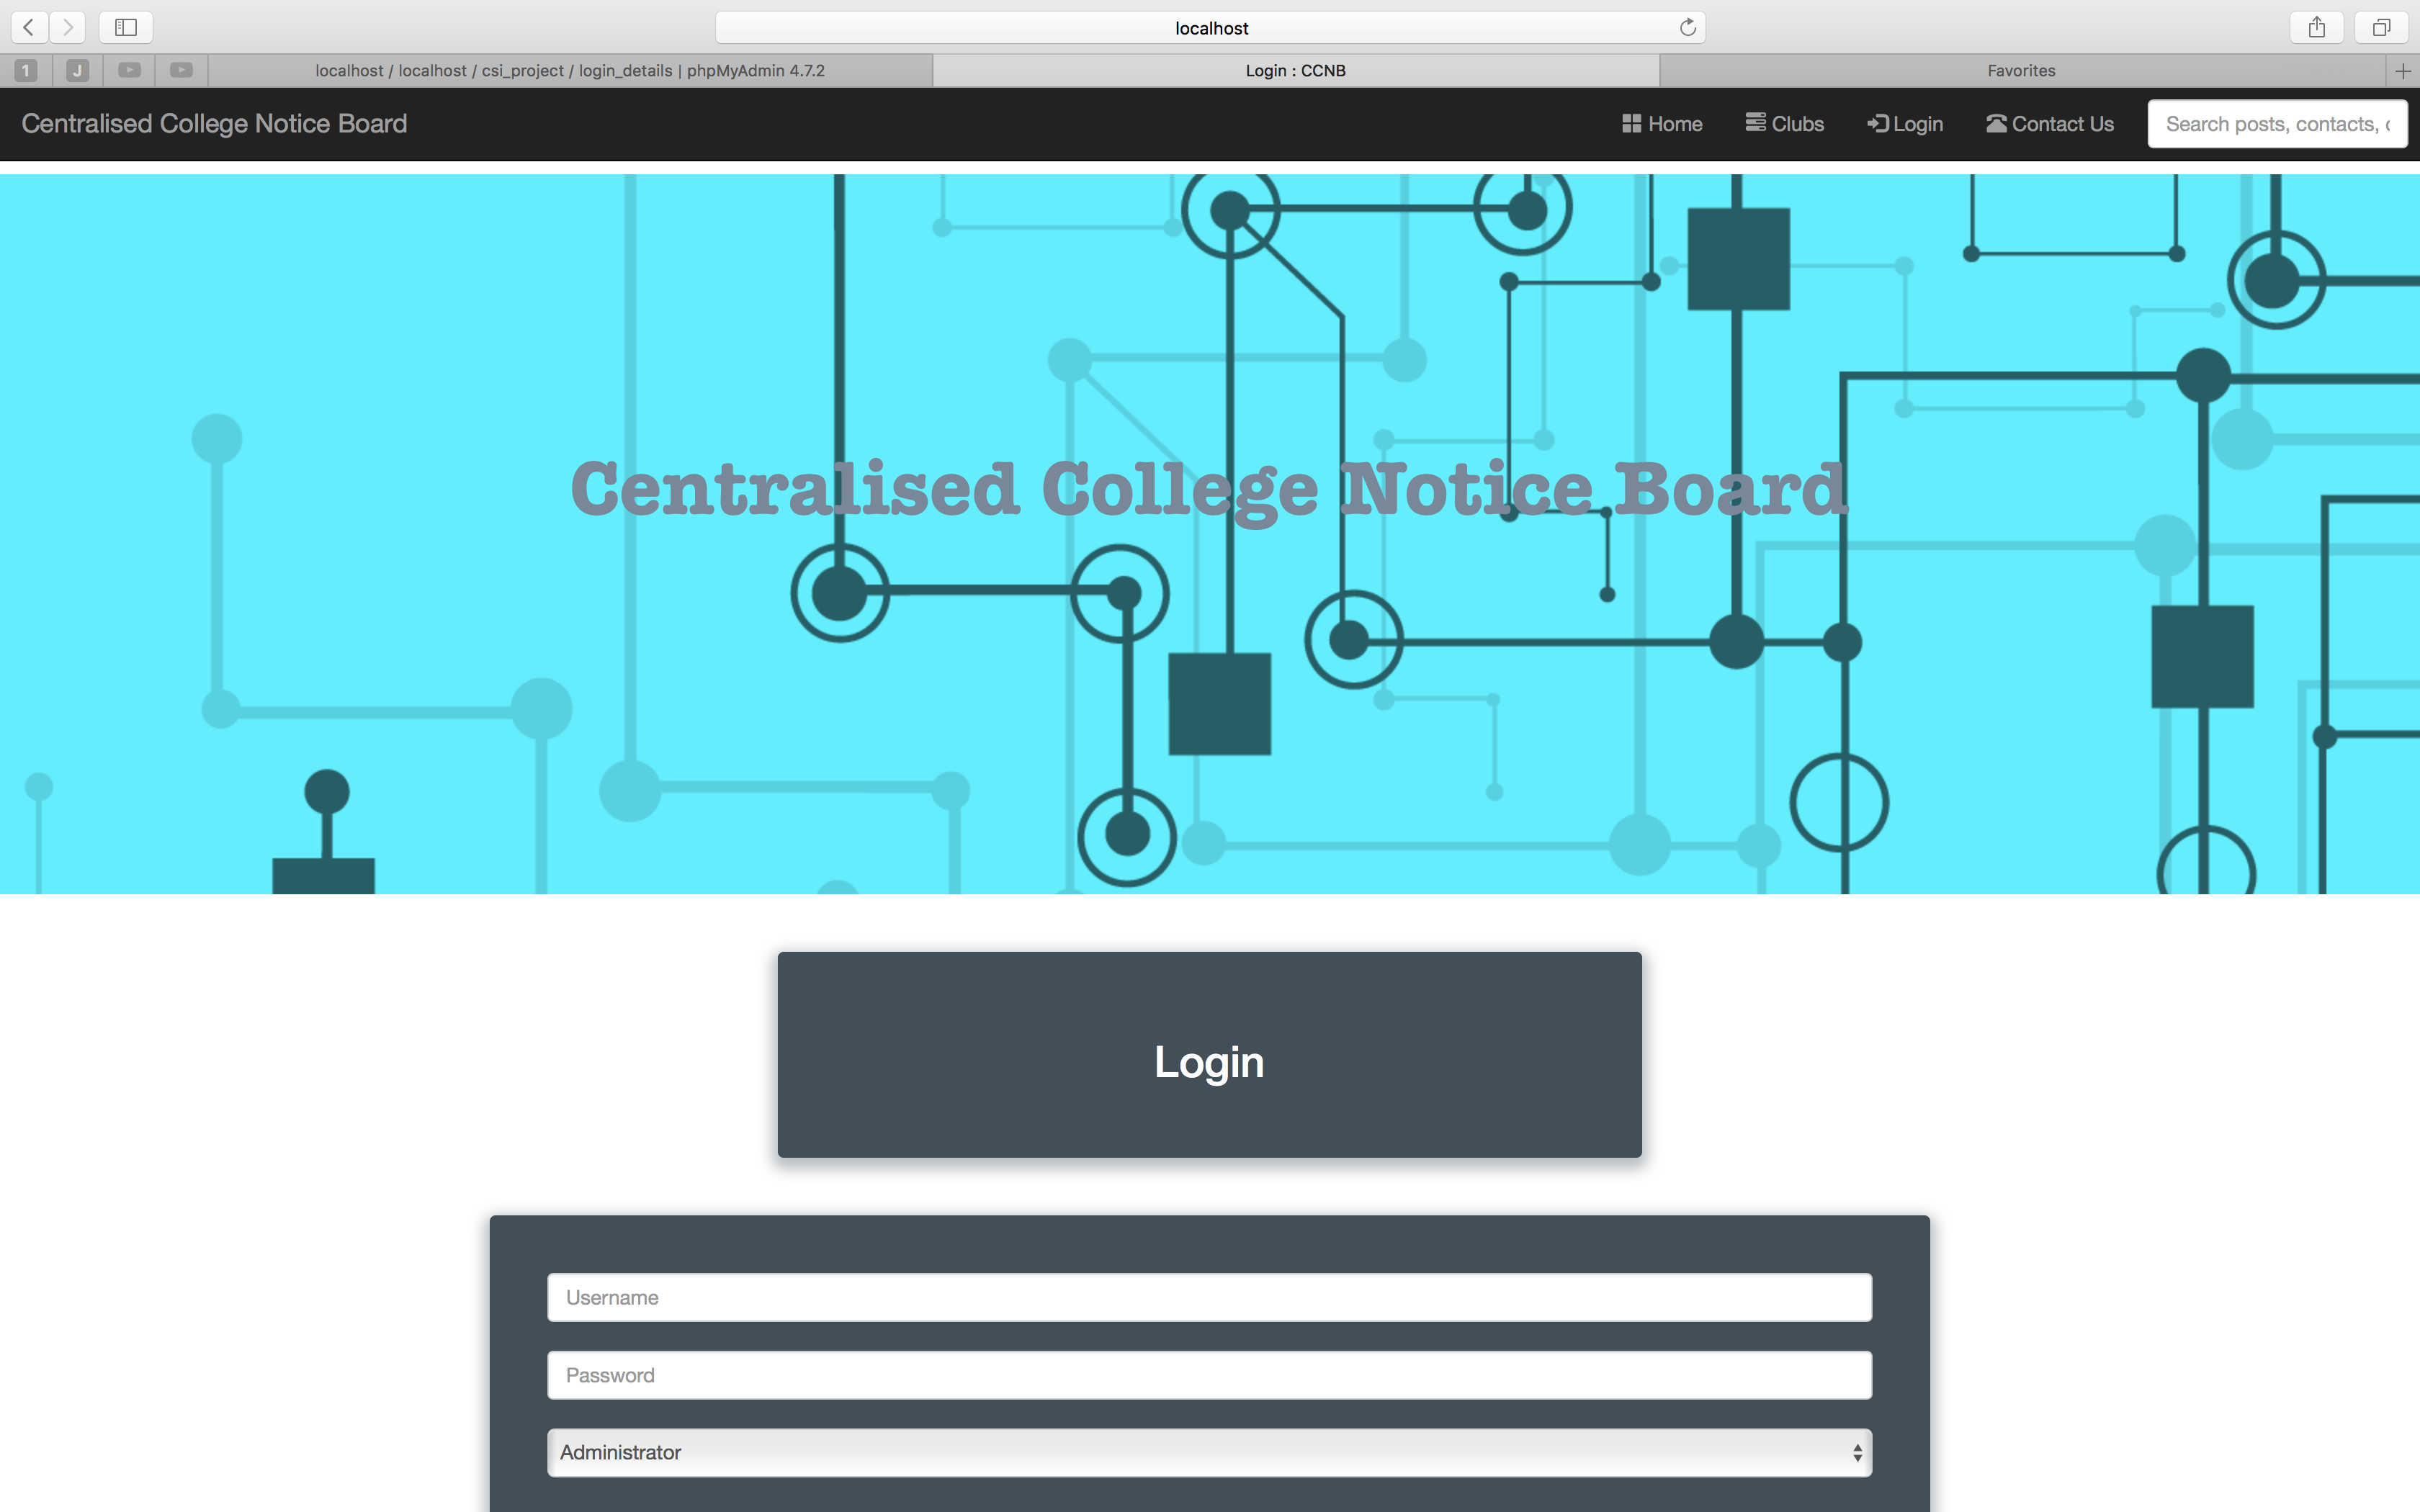 localhost
1
J
localhost / localhost / csi_project / login_details | phpMyAdmin 4.7.2
Login : CCNB
Favorites
Centralised College Notice Board
Home
Clubs
Login
Contact Us
Search posts, contacts,
Centralised College Notice Board
Login
Username
Password
Administrator